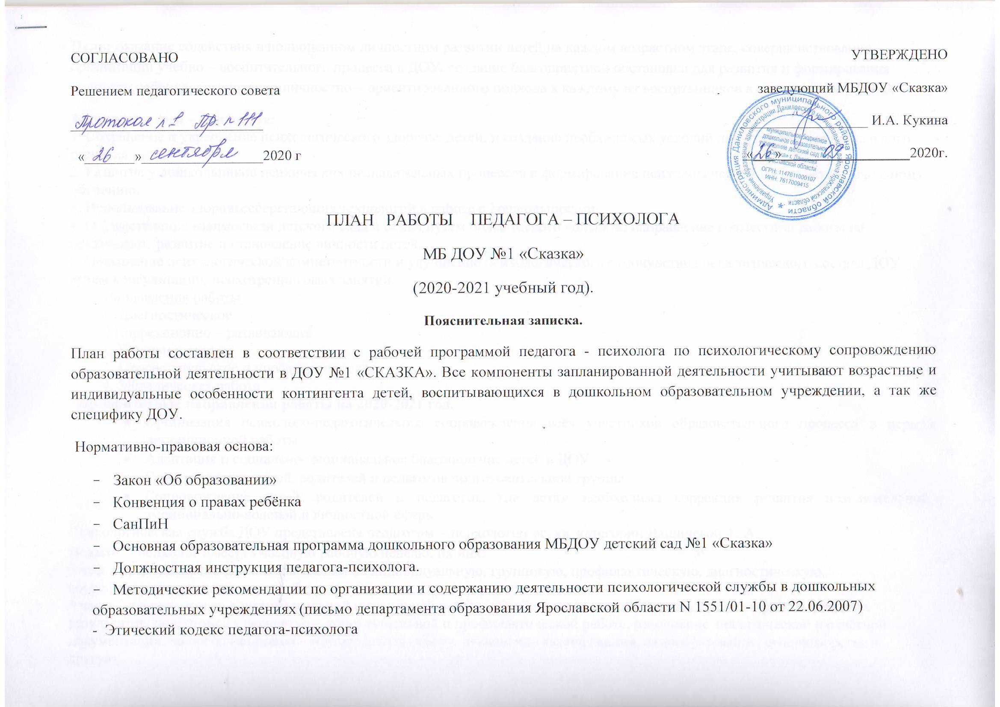 СОГЛАСОВАНО
УТВЕРЖДЕНО
Решением педагогического совета
заведующий МБДОУ «Сказка»
Протокол №1 Пр. №111
И.А. Кукина
«26» сентября 2020 г
«26» 09 2020г.
Администрация Даниловского муниципального района Ярославской области
Управление образования администрации Даниловского муниципального района Ярославской области
муниципальное бюджетное
дошкольное образовательное
учреждение детский сад №1
«Сказка» г. Данилова
Ярославской области
ОГРН: 1147611000107
ИНН: 7617009415
ПЛАН РАБОТЫ ПЕДАГОГА – ПСИХОЛОГА
МБ ДОУ №1 «Сказка»
(2020-2021 учебный год).
Пояснительная записка.
План работы составлен в соответствии с рабочей программой педагога - психолога по психологическому сопровождению
образовательной деятельности в ДОУ №1 «СКАЗКА». Все компоненты запланированной деятельности учитывают возрастные и
индивидуальные особенности контингента детей, воспитывающихся в дошкольном образовательном учреждении, а так же
специфику ДОУ.
Нормативно-правовая основа:
- Закон «Об образовании»
- Конвенция о правах ребёнка
- СанПиН
- Основная образовательная программа дошкольного образования МБДОУ детский сад №1 «Сказка»
- Должностная инструкция педагога-психолога.
- Методические рекомендации по организации и содержанию деятельности психологической службы в дошкольных
образовательных учреждениях (письмо департамента образования Ярославской области N 1551/01-10 от 22.06.2007)
- Этический кодекс педагога-психолога